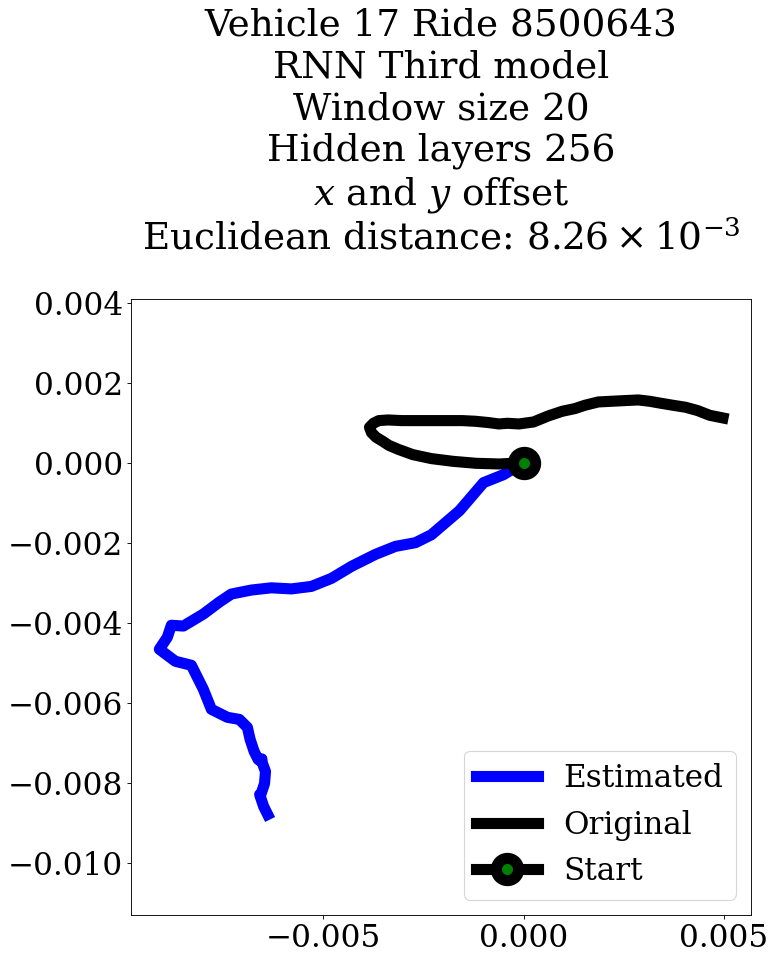 Vehicle 17 Ride 8500643
RNN Third model
Window size 20
Hidden layers 256
x and y offset
Euclidean distance: 8.26 × 10⁻³
0.004
0.002
0.000
−0.002
−0.004
−0.006
−0.008
−0.010
Estimated
Original
Start
−0.005 0.000 0.005